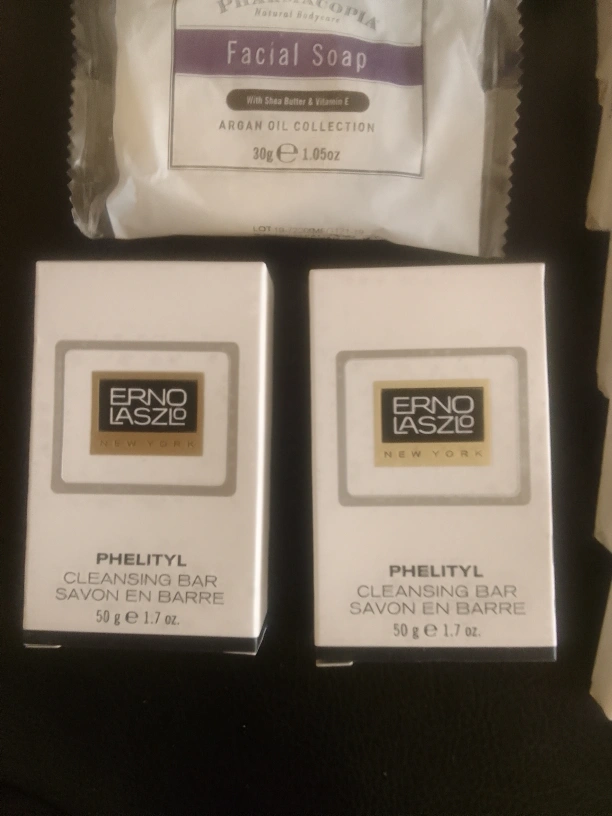 PHARMACOPIA
Natural Bodycare
Facial Soap
With Shea Butter & Vitamin E
ARGAN OIL COLLECTION
30g ℮ 1.05oz
LOT
ERNO
LASZLO
NEW YORK
PHELITYL
CLEANSING BAR
SAVON EN BARRE
50 g ℮ 1.7 oz.
ERNO
LASZLO
NEW YORK
PHELITYL
CLEANSING BAR
SAVON EN BARRE
50 g ℮ 1.7 oz.